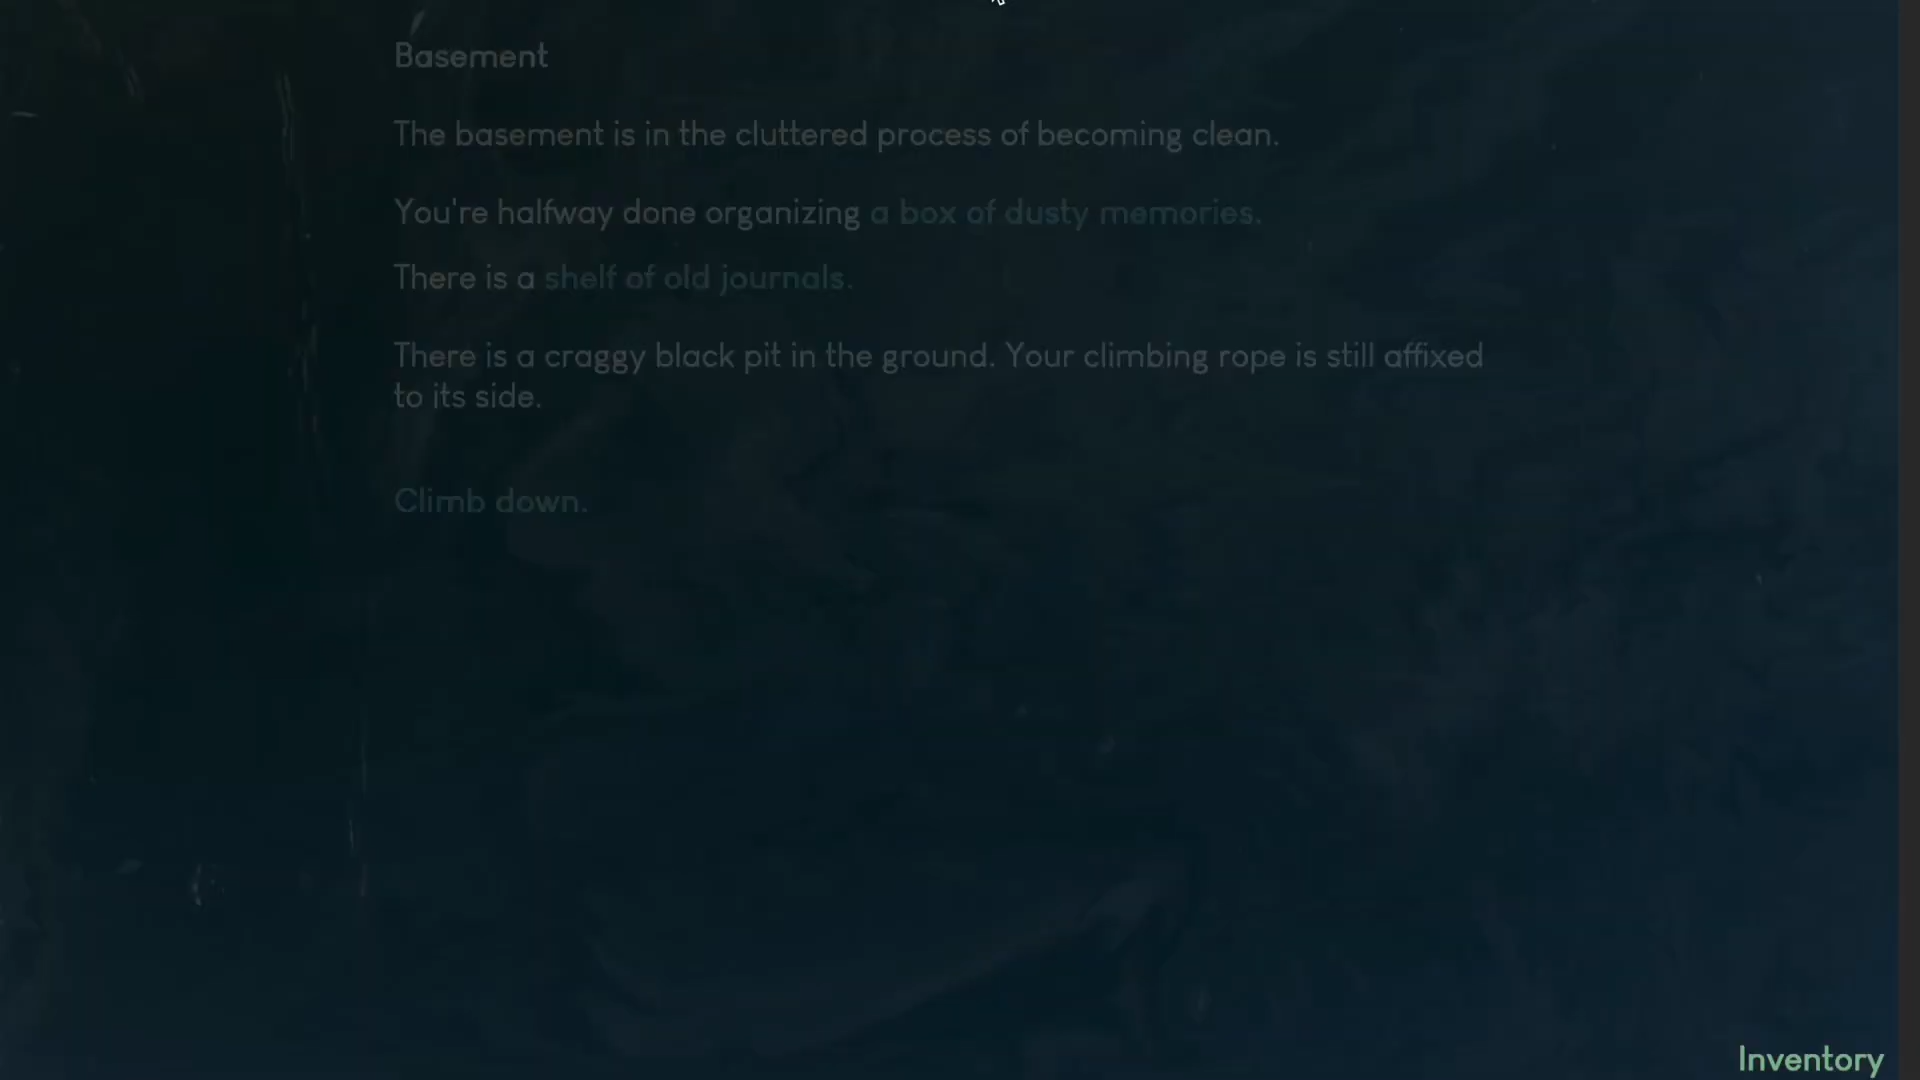 Basement
The basement is in the cluttered process of becoming clean.
You're halfway done organizing a box of dusty memories.
There is a shelf of old journals.
There is a craggy black pit in the ground. Your climbing rope is still affixed
to its side.
Climb down.
Inventory